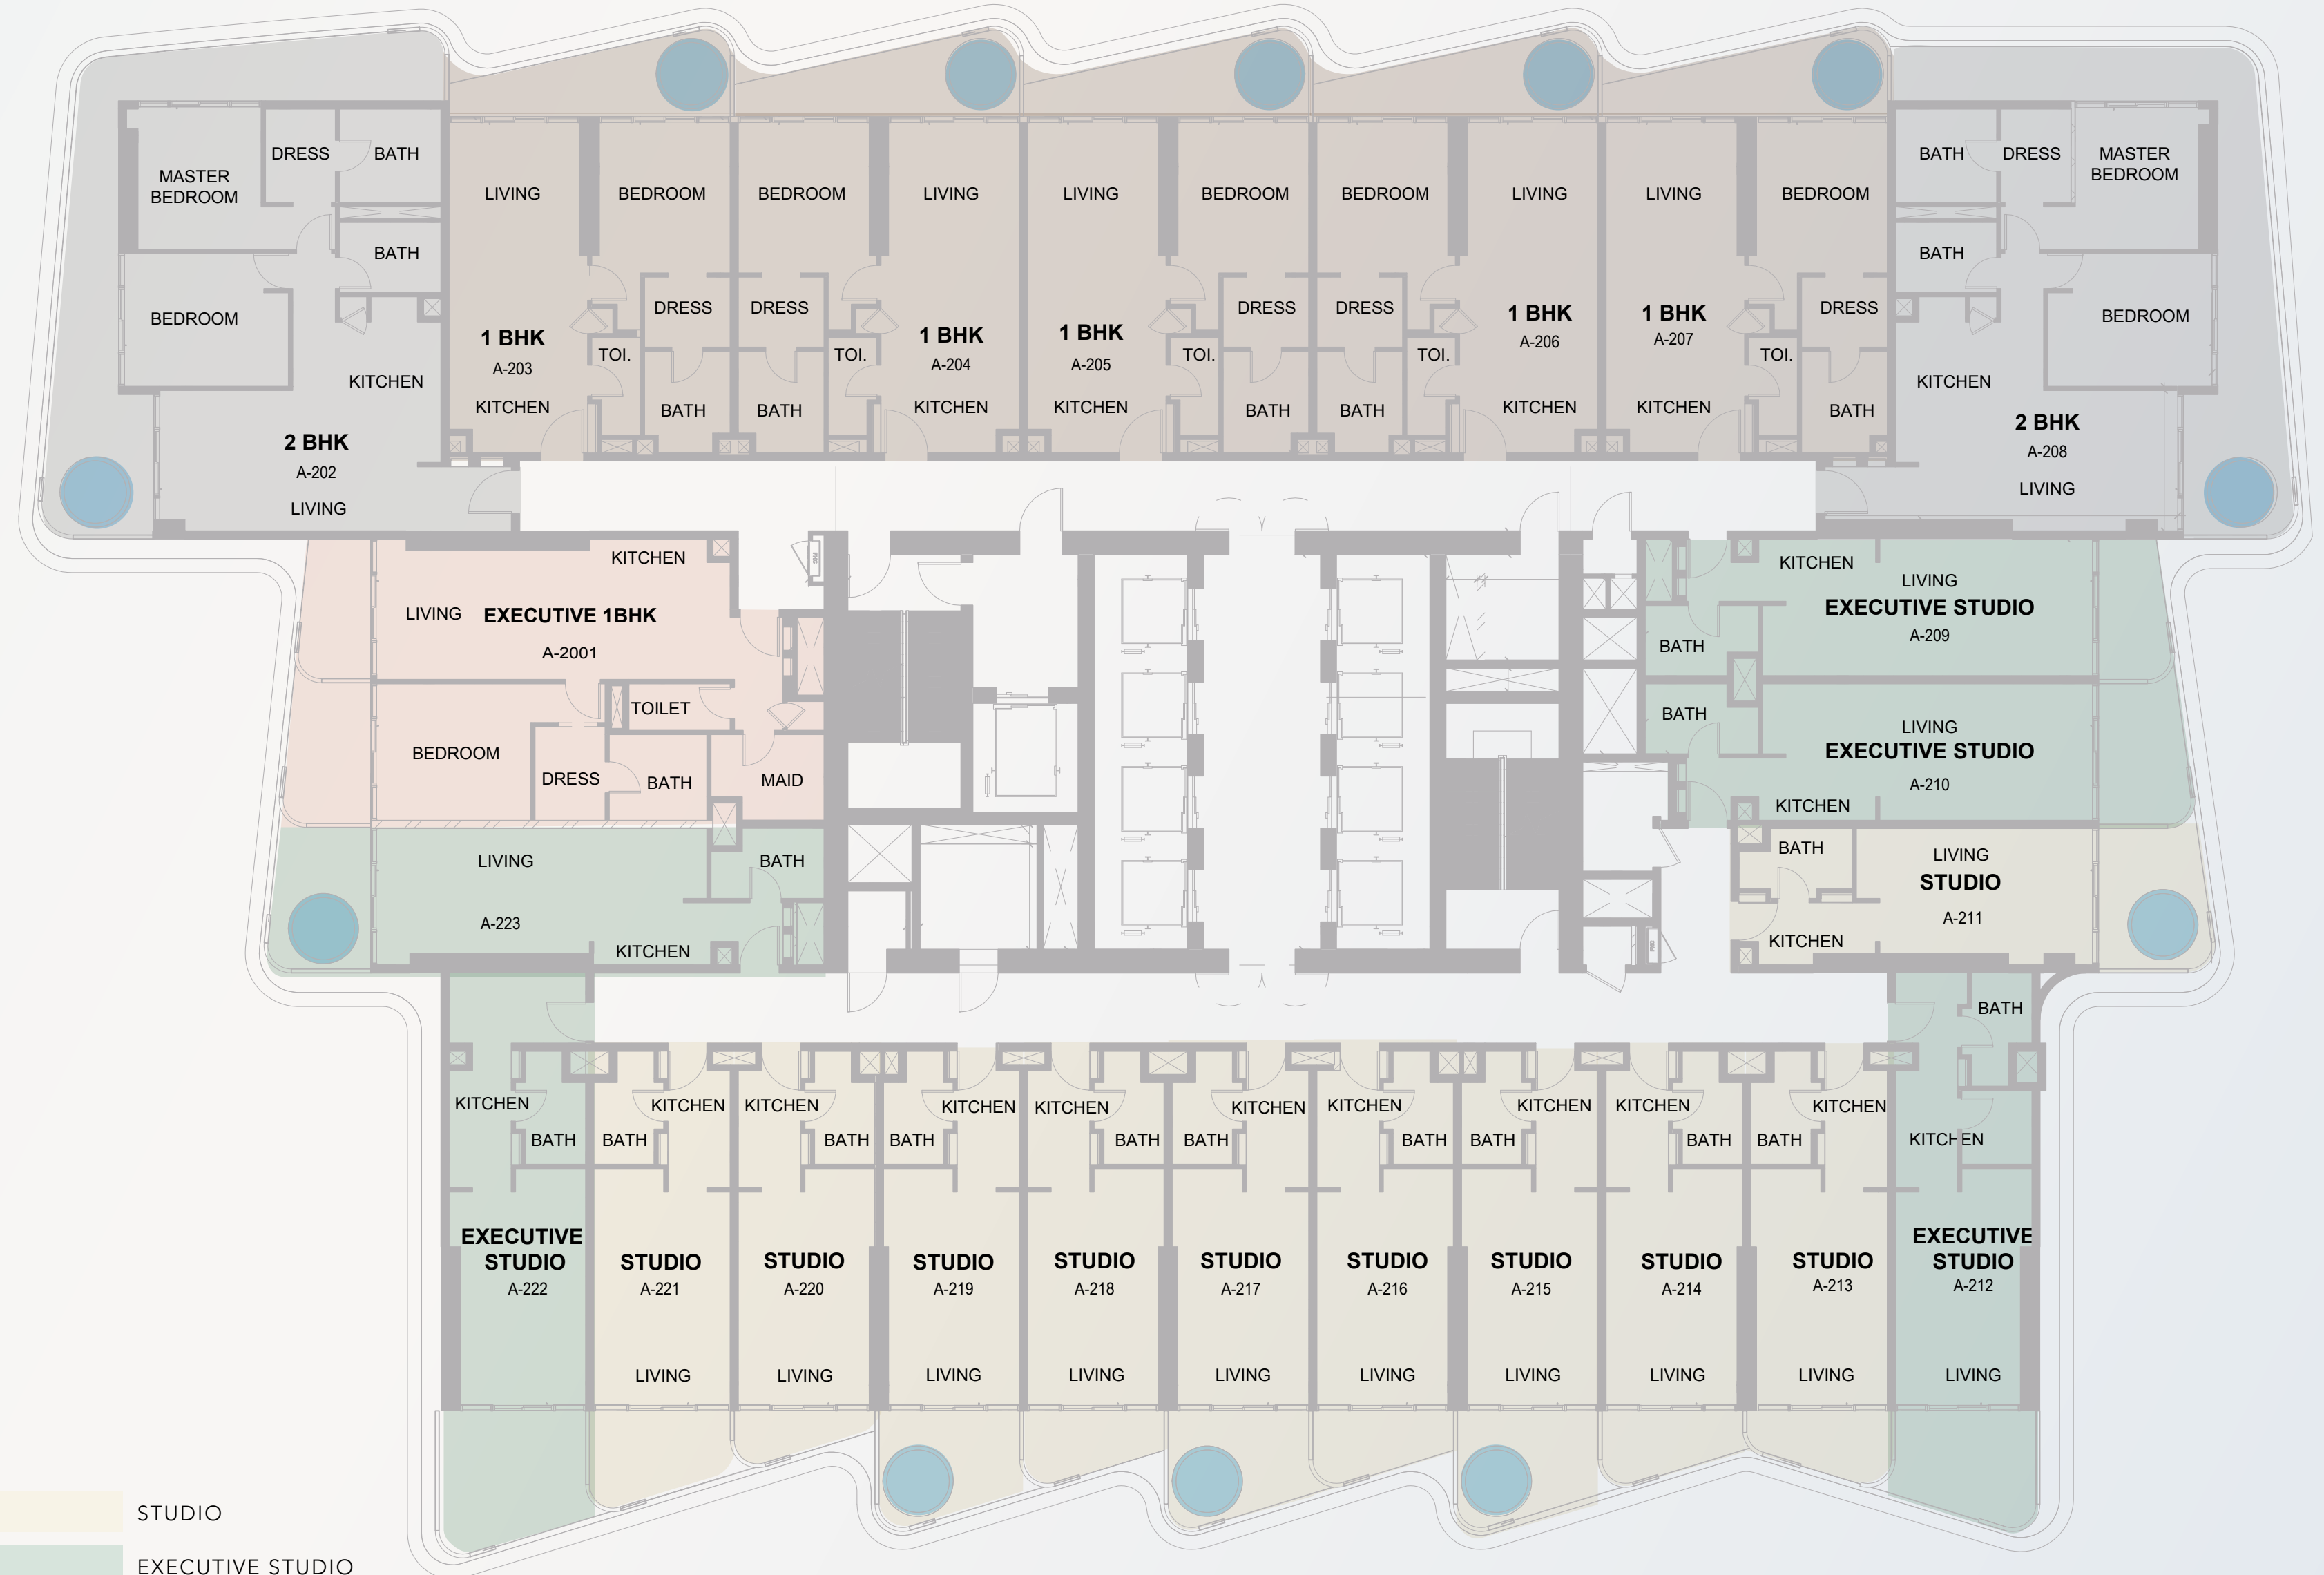 MASTER
BEDROOM
DRESS
BATH
BATH
BEDROOM
KITCHEN
2 BHK
A-202
LIVING
LIVING
1 BHK
A-203
KITCHEN
BEDROOM
DRESS
TOI.
BATH
BEDROOM
DRESS
TOI.
BATH
LIVING
1 BHK
A-204
KITCHEN
LIVING
1 BHK
A-205
KITCHEN
BEDROOM
DRESS
TOI.
BATH
BEDROOM
DRESS
TOI.
BATH
LIVING
1 BHK
A-206
KITCHEN
LIVING
1 BHK
A-207
KITCHEN
BEDROOM
DRESS
TOI.
BATH
BATH
DRESS
MASTER
BEDROOM
BATH
BEDROOM
KITCHEN
2 BHK
A-208
LIVING
KITCHEN
LIVING
EXECUTIVE 1BHK
A-2001
TOILET
BEDROOM
DRESS
BATH
MAID
LIVING
BATH
A-223
KITCHEN
KITCHEN
LIVING
EXECUTIVE STUDIO
A-209
BATH
BATH
LIVING
EXECUTIVE STUDIO
A-210
KITCHEN
BATH
LIVING
STUDIO
A-211
KITCHEN
KITCHEN
BATH
EXECUTIVE
STUDIO
A-222
KITCHEN
BATH
STUDIO
A-221
LIVING
KITCHEN
BATH
STUDIO
A-220
LIVING
KITCHEN
BATH
STUDIO
A-219
LIVING
KITCHEN
BATH
STUDIO
A-218
LIVING
KITCHEN
BATH
STUDIO
A-217
LIVING
KITCHEN
BATH
STUDIO
A-216
LIVING
KITCHEN
BATH
STUDIO
A-215
LIVING
KITCHEN
BATH
STUDIO
A-214
LIVING
KITCHEN
BATH
STUDIO
A-213
LIVING
BATH
KITCHEN
EXECUTIVE
STUDIO
A-212
LIVING
STUDIO
EXECUTIVE STUDIO